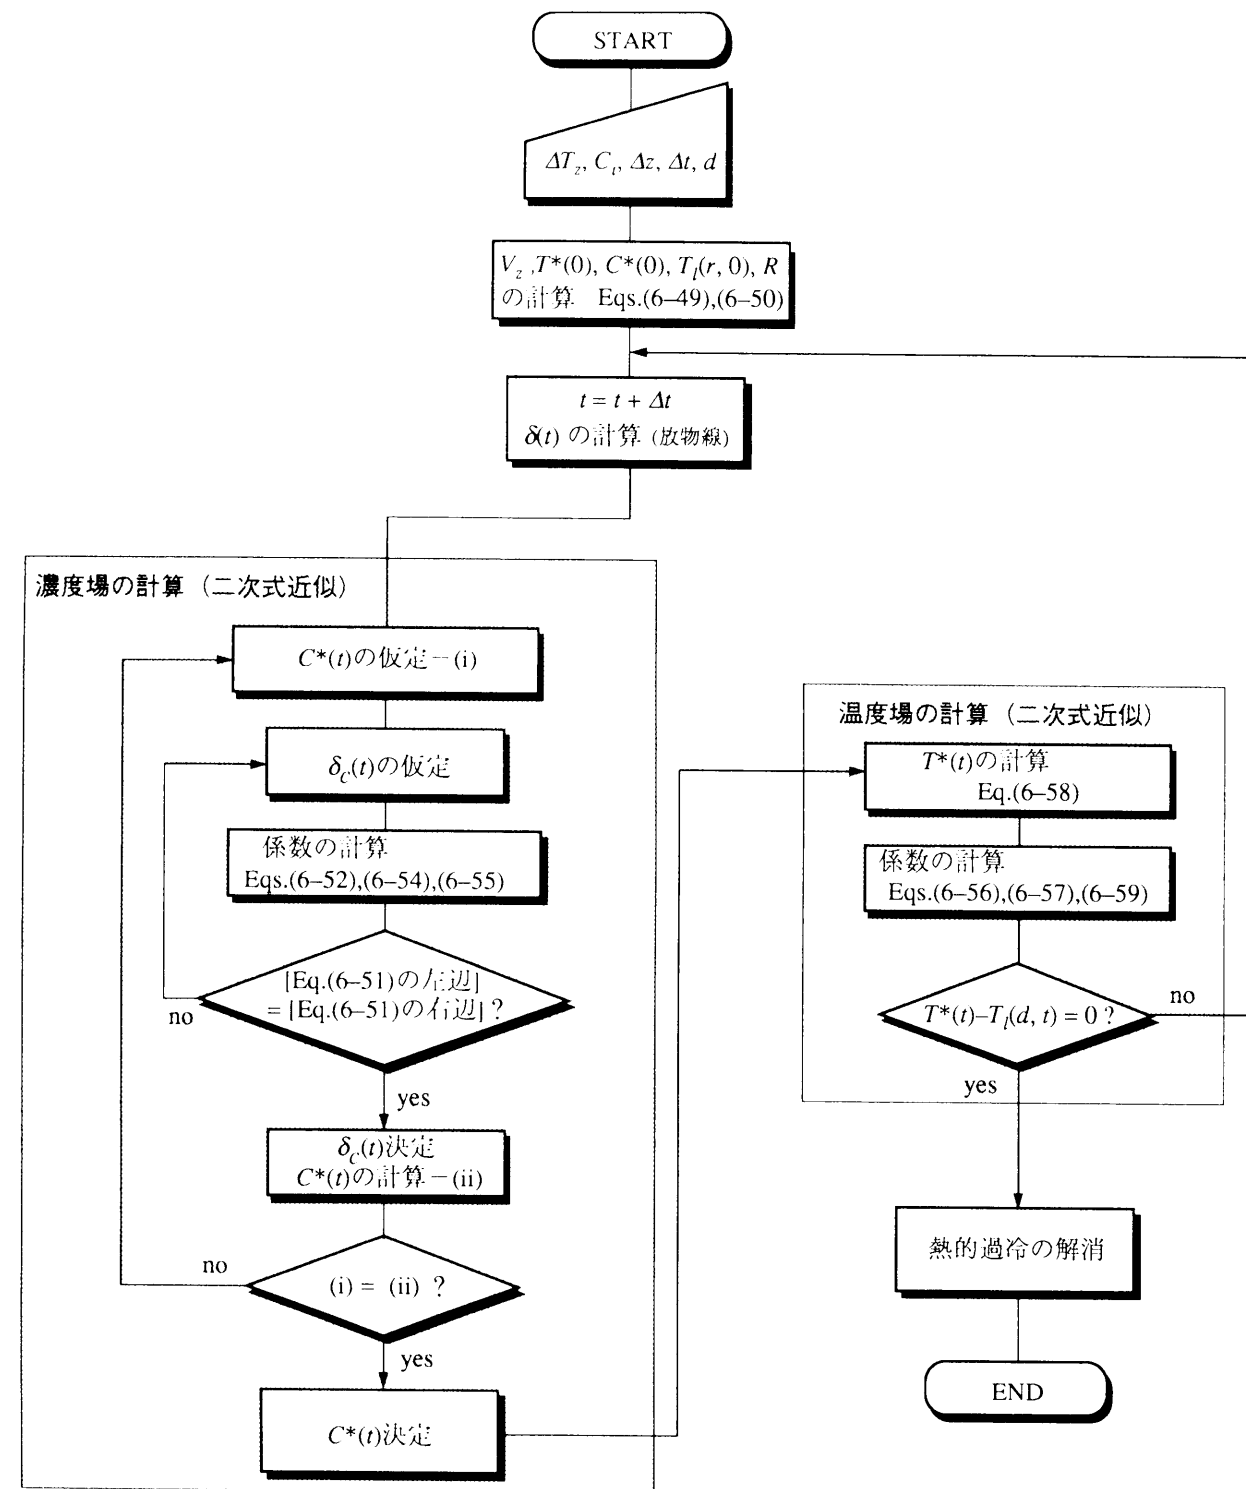 START
ΔT_z, C_t, Δz, Δt, d
V_z ,T*(0), C*(0), T_l(r, 0), R
の計算 Eqs.(6–49),(6–50)
t = t + Δt
δ(t) の計算 (放物線)
濃度場の計算（二次式近似）
C*(t)の仮定－(i)
δ_C(t)の仮定
係数の計算
Eqs.(6–52),(6–54),(6–55)
[Eq.(6–51)の左辺]
= [Eq.(6–51)の右辺] ?
no
yes
δ_C(t)決定
C*(t)の計算－(ii)
no
(i) = (ii) ?
yes
C*(t)決定
温度場の計算（二次式近似）
T*(t)の計算
Eq.(6–58)
係数の計算
Eqs.(6–56),(6–57),(6–59)
T*(t)–T_l(d, t) = 0 ?
no
yes
熱的過冷の解消
END